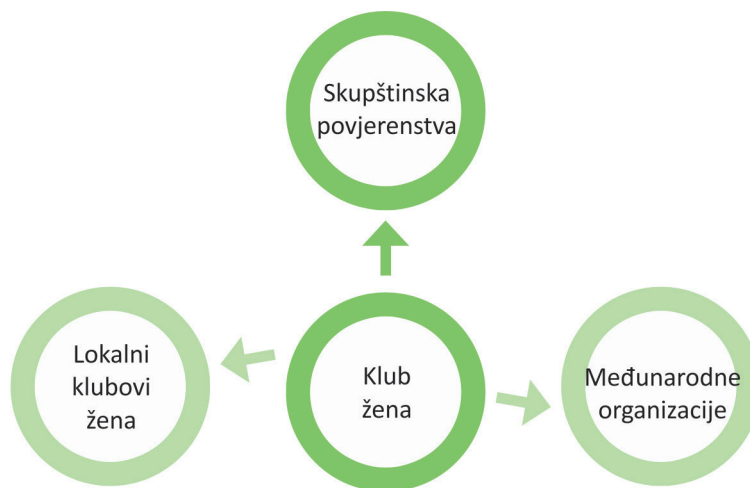 Skupštinska
povjerenstva
Lokalni
klubovi
žena
Klub
žena
Međunarodne
organizacije